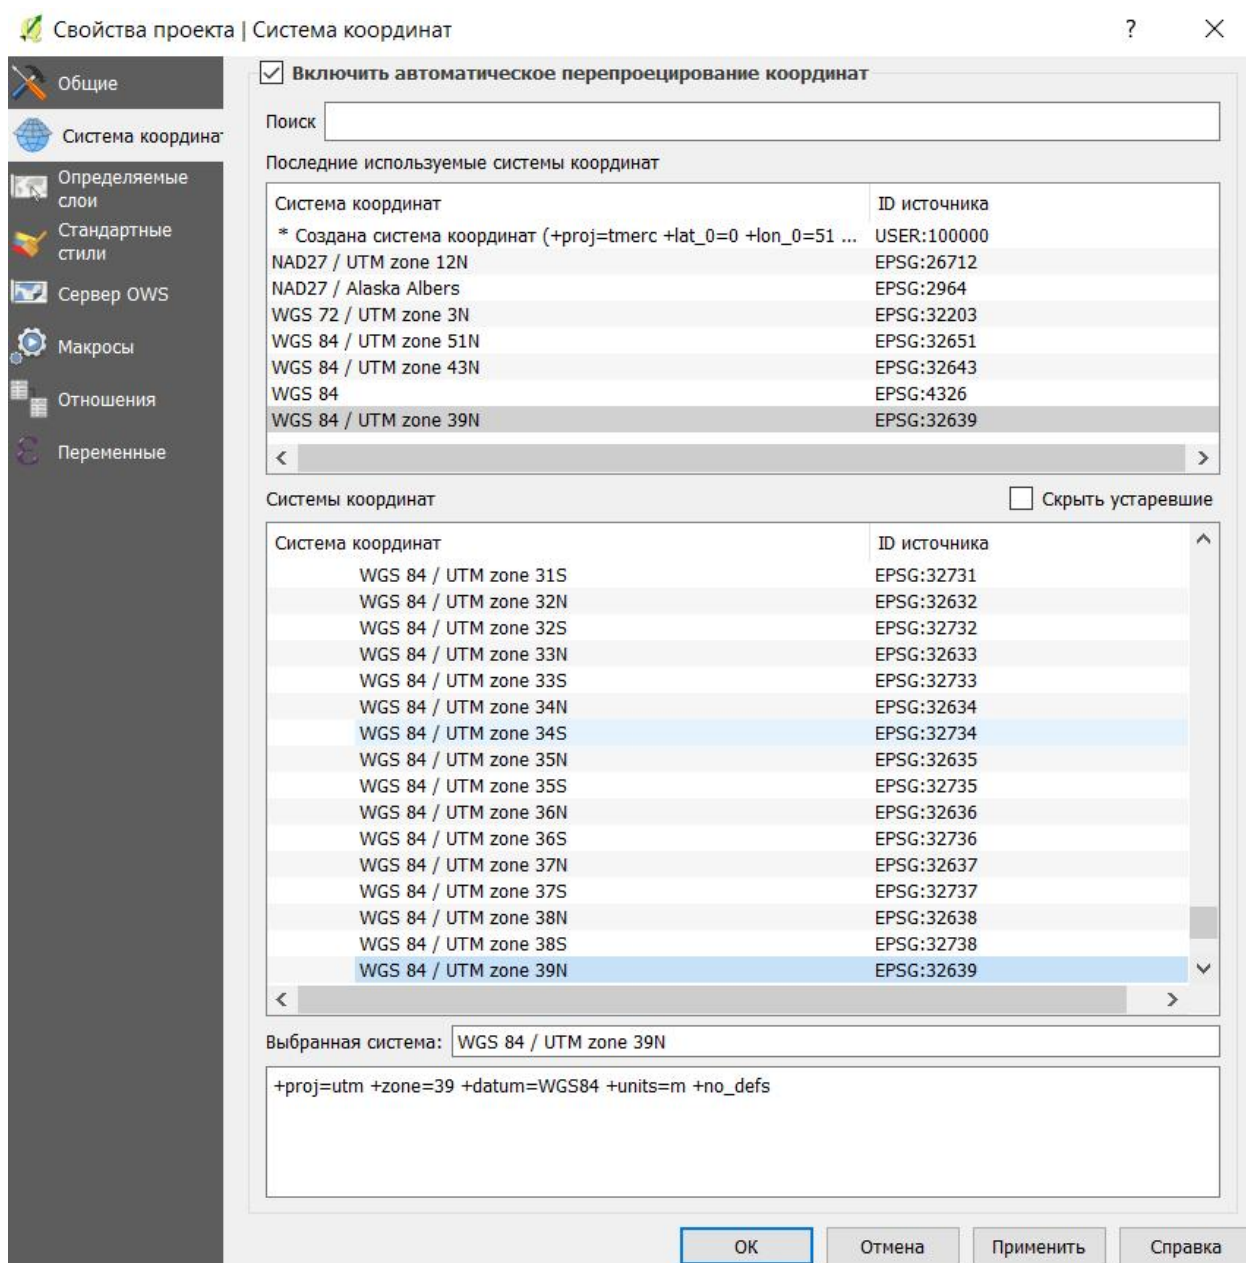 Свойства проекта | Система координат
?
Общие
Система координат
Определяемые
слои
Стандартные
стили
Сервер OWS
Макросы
Отношения
Переменные
Включить автоматическое перепроецирование координат
Поиск
Последние используемые системы координат
Система координат ID источника
* Создана система координат (+proj=tmerc +lat_0=0 +lon_0=51 ... USER:100000
NAD27 / UTM zone 12N EPSG:26712
NAD27 / Alaska Albers EPSG:2964
WGS 72 / UTM zone 3N EPSG:32203
WGS 84 / UTM zone 51N EPSG:32651
WGS 84 / UTM zone 43N EPSG:32643
WGS 84 EPSG:4326
WGS 84 / UTM zone 39N EPSG:32639
Системы координат
Скрыть устаревшие
Система координат ID источника
WGS 84 / UTM zone 31S EPSG:32731
WGS 84 / UTM zone 32N EPSG:32632
WGS 84 / UTM zone 32S EPSG:32732
WGS 84 / UTM zone 33N EPSG:32633
WGS 84 / UTM zone 33S EPSG:32733
WGS 84 / UTM zone 34N EPSG:32634
WGS 84 / UTM zone 34S EPSG:32734
WGS 84 / UTM zone 35N EPSG:32635
WGS 84 / UTM zone 35S EPSG:32735
WGS 84 / UTM zone 36N EPSG:32636
WGS 84 / UTM zone 36S EPSG:32736
WGS 84 / UTM zone 37N EPSG:32637
WGS 84 / UTM zone 37S EPSG:32737
WGS 84 / UTM zone 38N EPSG:32638
WGS 84 / UTM zone 38S EPSG:32738
WGS 84 / UTM zone 39N EPSG:32639
Выбранная система: WGS 84 / UTM zone 39N
+proj=utm +zone=39 +datum=WGS84 +units=m +no_defs
ОК Отмена Применить Справка